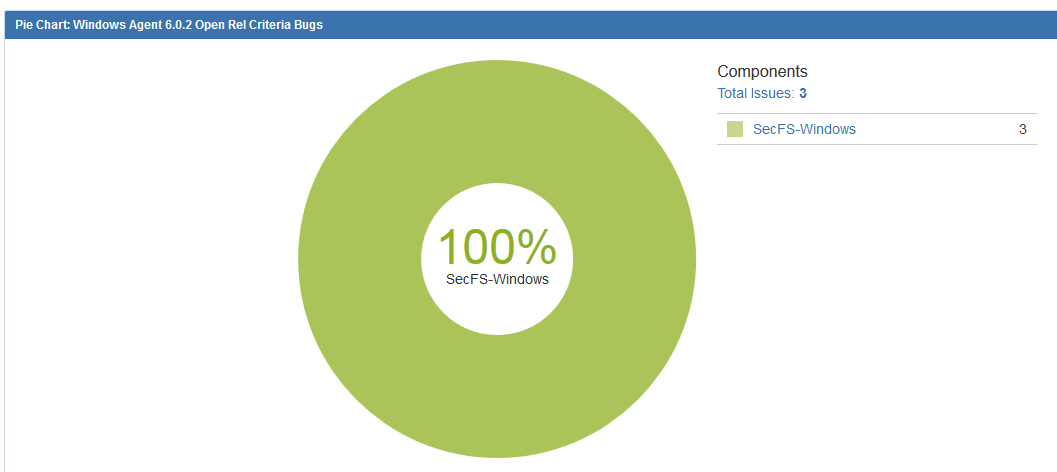 Pie Chart: Windows Agent 6.0.2 Open Rel Criteria Bugs
100%
SecFS-Windows
Components
Total Issues: 3
SecFS-Windows 3